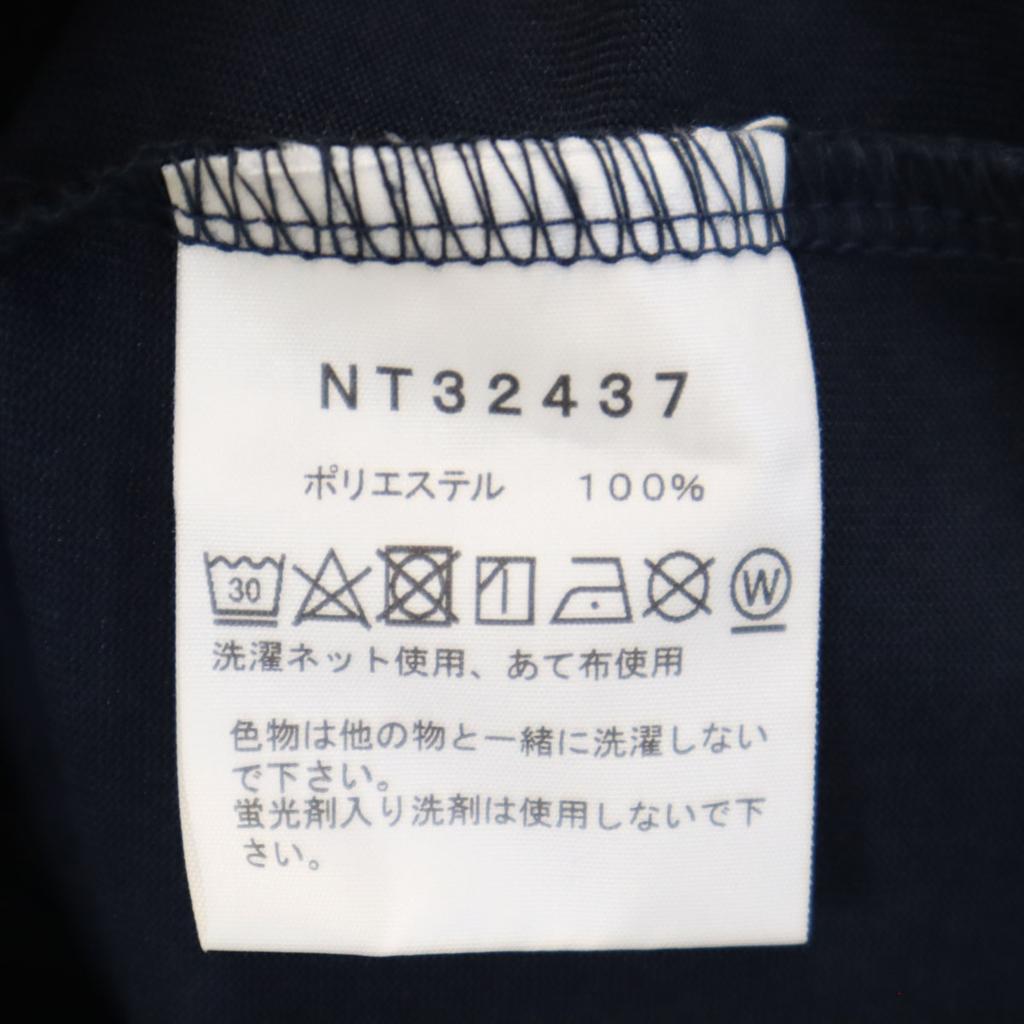 NT32437
ポリエステル 100%
30 W
洗濯ネット使用、あて布使用
色物は他の物と一緒に洗濯しない
で下さい。
蛍光剤入り洗剤は使用しないで下
さい。